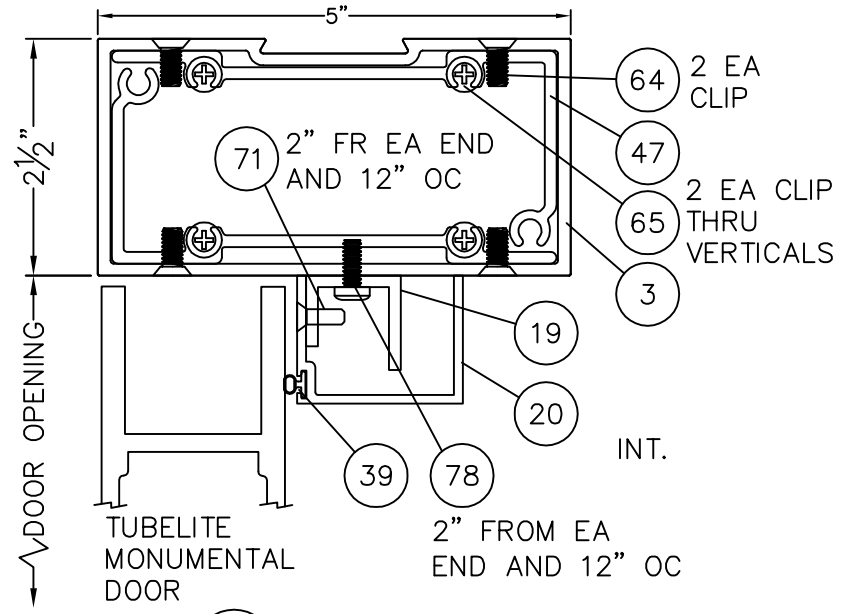 5"
2½"
64
2 EA
CLIP
47
71
2" FR EA END
AND 12" OC
65
2 EA CLIP
THRU
VERTICALS
3
19
20
DOOR OPENING
39
78
INT.
TUBELITE
MONUMENTAL
DOOR
2" FROM EA
END AND 12" OC